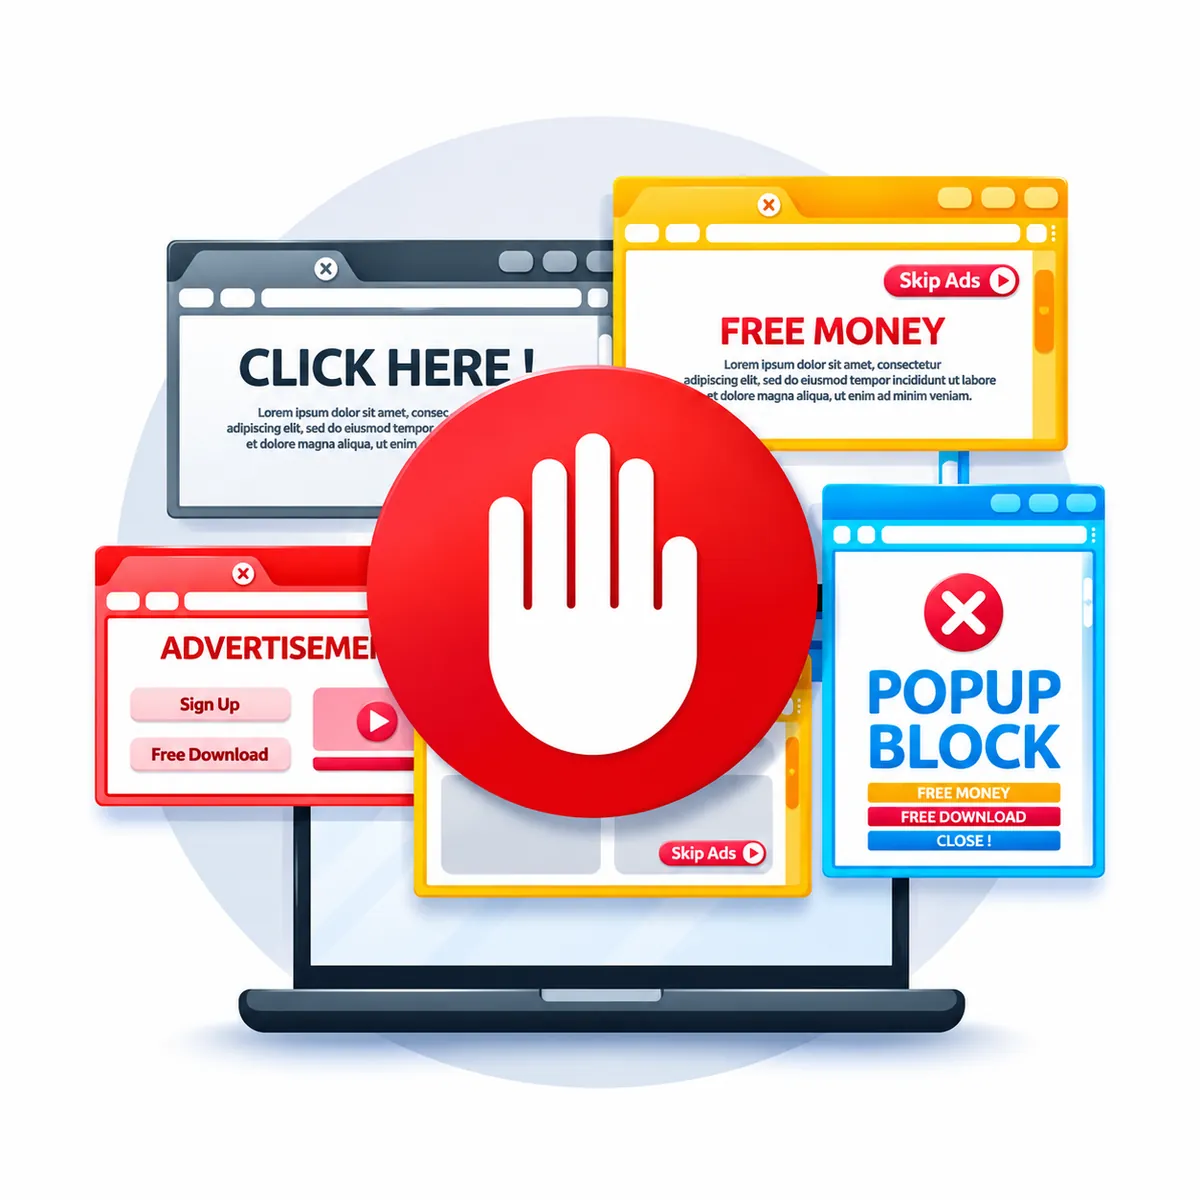 Skip Ads
FREE MONEY
Lorem ipsum dolor sit amet, consectetur
adipiscing elit, sed do eiusmod tempor incididunt ut labore
et dolore magna aliqua, ut enim ad minim veniam.
CLICK HERE !
Lorem ipsum dolor sit amet, consec
adipiscing elit, sed do eiusmod tempor
et dolore magna aliqua, ut enim
ADVERTISEME
Sign Up
Free Download
POPUP
BLOCK
FREE MONEY
FREE DOWNLOAD
CLOSE !
Skip Ads